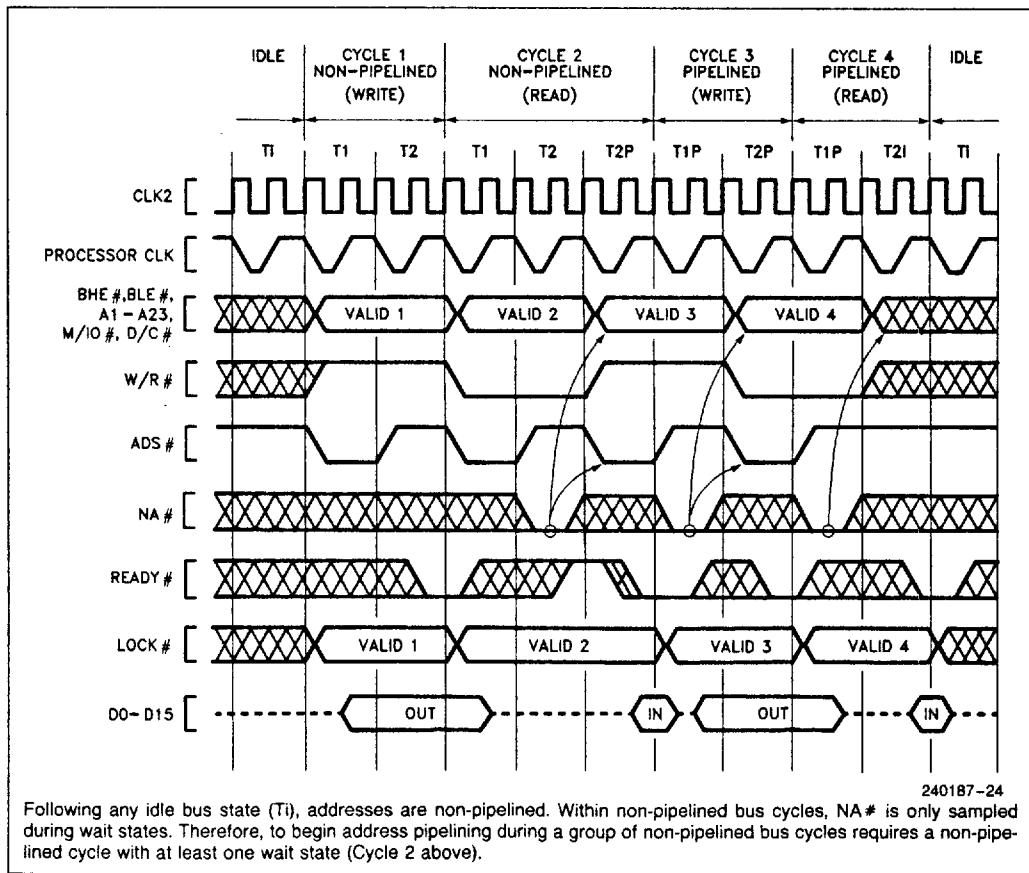 IDLE CYCLE 1 CYCLE 2 CYCLE 3 CYCLE 4 IDLE
NON-PIPELINED NON-PIPELINED PIPELINED PIPELINED
(WRITE) (READ) (WRITE) (READ)
Ti T1 T2 T1 T2 T2P T1P T2P T1P T2I Ti
CLK2
PROCESSOR CLK
BHE #,BLE #,
A1 – A23,
M/IO #, D/C #
VALID 1 VALID 2 VALID 3 VALID 4
W/R #
ADS #
NA #
READY #
LOCK # VALID 1 VALID 2 VALID 3 VALID 4
D0– D15 OUT IN OUT IN
240187–24
Following any idle bus state (Ti), addresses are non-pipelined. Within non-pipelined bus cycles, NA# is only sampled
during wait states. Therefore, to begin address pipelining during a group of non-pipelined bus cycles requires a non-pipe-
lined cycle with at least one wait state (Cycle 2 above).